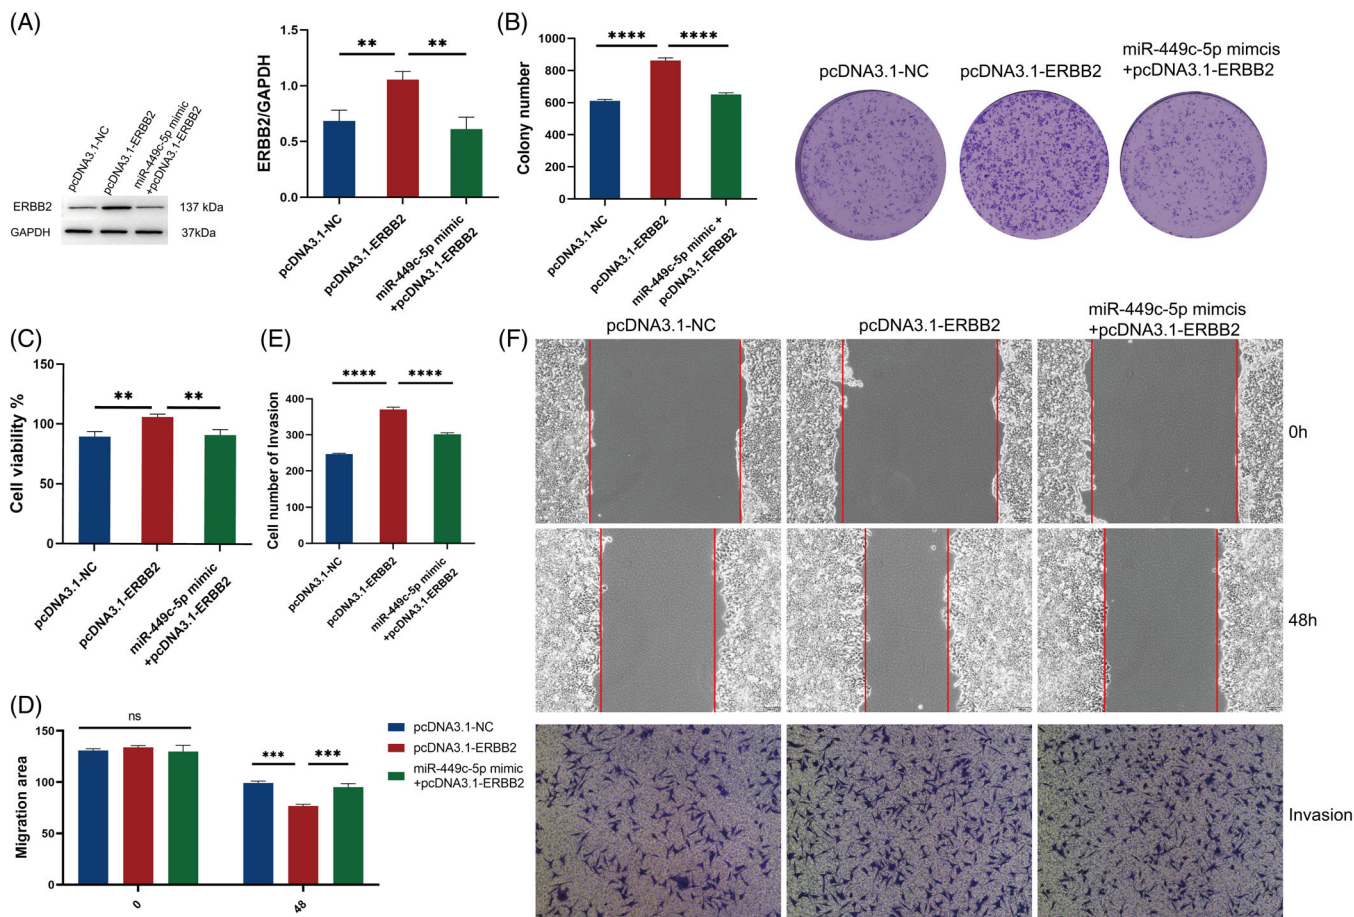 (A)
pcDNA3.1-NC
pcDNA3.1-ERBB2
miR-449c-5p mimic
+pcDNA3.1-ERBB2
ERBB2
137 kDa
GAPDH
37kDa
ERBB2/GAPDH
1.5
1.0
0.5
0.0
**
**
pcDNA3.1-NC
pcDNA3.1-ERBB2
miR-449c-5p mimic
+pcDNA3.1-ERBB2
(B)
Colony number
1000
800
600
400
200
0
****
****
pcDNA3.1-NC
pcDNA3.1-ERBB2
miR-449c-5p mimic +
pcDNA3.1-ERBB2
pcDNA3.1-NC
pcDNA3.1-ERBB2
miR-449c-5p mimcis
+pcDNA3.1-ERBB2
(C)
Cell viability %
150
100
50
0
**
**
pcDNA3.1-NC
pcDNA3.1-ERBB2
miR-449c-5p mimic
+pcDNA3.1-ERBB2
(E)
Cell number of Invasion
400
300
200
100
0
****
****
pcDNA3.1-NC
pcDNA3.1-ERBB2
miR-449c-5p mimic
+pcDNA3.1-ERBB2
(D)
Migration area
150
100
50
0
ns
***
***
0
48
pcDNA3.1-NC
pcDNA3.1-ERBB2
miR-449c-5p mimic
+pcDNA3.1-ERBB2
(F)
pcDNA3.1-NC
pcDNA3.1-ERBB2
miR-449c-5p mimcis
+pcDNA3.1-ERBB2
0h
48h
Invasion